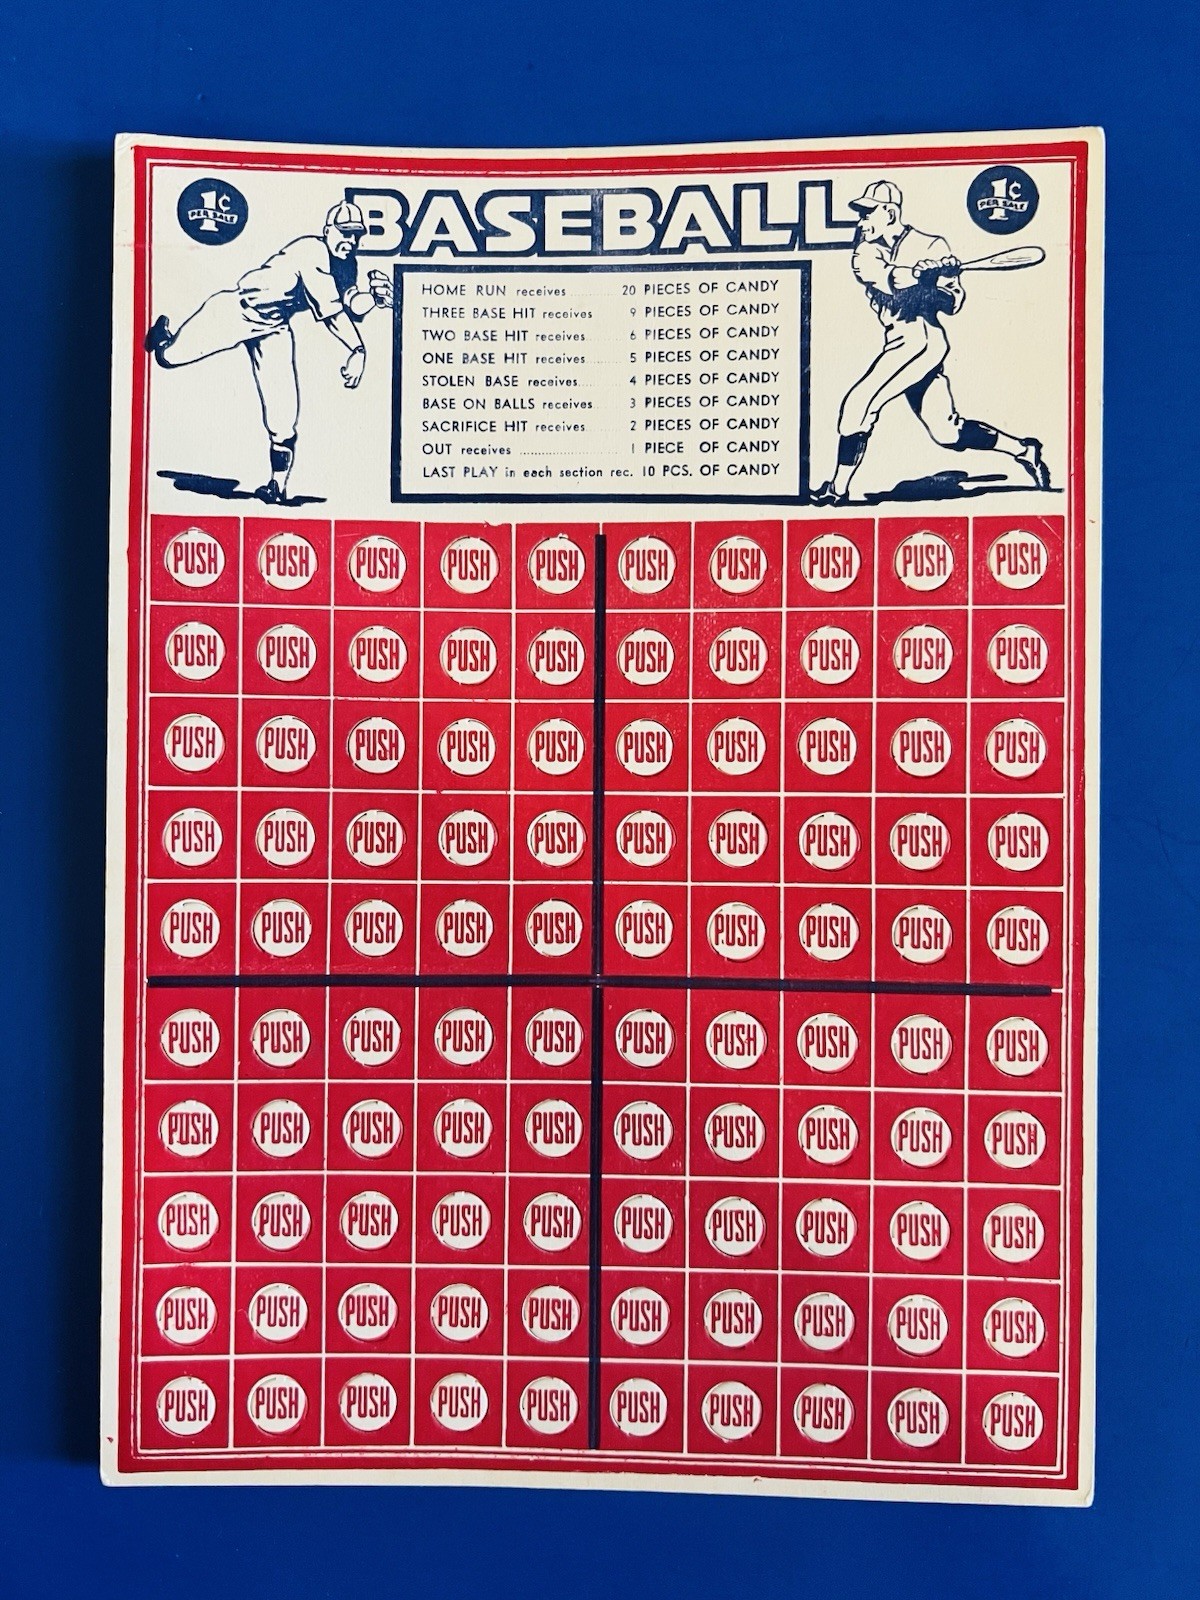 1¢ PER SALE
BASEBALL
1¢ PER SALE
HOME RUN receives .......... 20 PIECES OF CANDY
THREE BASE HIT receives 9 PIECES OF CANDY
TWO BASE HIT receives........ 6 PIECES OF CANDY
ONE BASE HIT receives........ 5 PIECES OF CANDY
STOLEN BASE receives........ 4 PIECES OF CANDY
BASE ON BALLS receives.... 3 PIECES OF CANDY
SACRIFICE HIT receives........ 2 PIECES OF CANDY
OUT receives ........................ 1 PIECE OF CANDY
LAST PLAY in each section rec. 10 PCS. OF CANDY
PUSH PUSH PUSH PUSH PUSH PUSH PUSH PUSH PUSH PUSH
PUSH PUSH PUSH PUSH PUSH PUSH PUSH PUSH PUSH PUSH
PUSH PUSH PUSH PUSH PUSH PUSH PUSH PUSH PUSH PUSH
PUSH PUSH PUSH PUSH PUSH PUSH PUSH PUSH PUSH PUSH
PUSH PUSH PUSH PUSH PUSH PUSH PUSH PUSH PUSH PUSH
PUSH PUSH PUSH PUSH PUSH PUSH PUSH PUSH PUSH PUSH
PUSH PUSH PUSH PUSH PUSH PUSH PUSH PUSH PUSH PUSH
PUSH PUSH PUSH PUSH PUSH PUSH PUSH PUSH PUSH PUSH
PUSH PUSH PUSH PUSH PUSH PUSH PUSH PUSH PUSH PUSH
PUSH PUSH PUSH PUSH PUSH PUSH PUSH PUSH PUSH PUSH